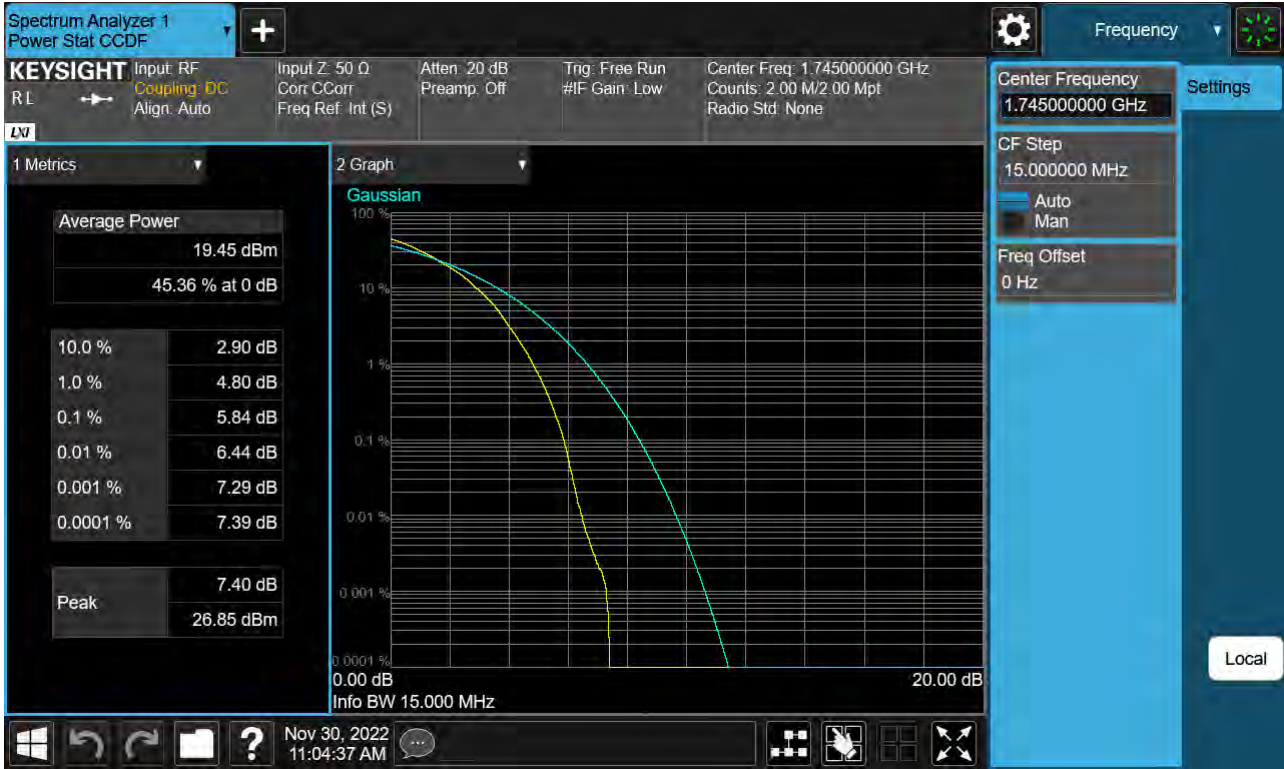 Spectrum Analyzer 1
Power Stat CCDF
Frequency
KEYSIGHT
R L
LXI
Input: RF
Coupling: DC
Align: Auto
Input Z: 50 Ω
Corr CCorr
Freq Ref: Int (S)
Atten: 20 dB
Preamp: Off
Trig: Free Run
#IF Gain: Low
Center Freq: 1.745000000 GHz
Counts: 2.00 M/2.00 Mpt
Radio Std: None
Center Frequency
1.745000000 GHz
CF Step
15.000000 MHz
Auto
Man
Freq Offset
0 Hz
Settings
Local
1 Metrics
Average Power
19.45 dBm
45.36 % at 0 dB
10.0 % 2.90 dB
1.0 % 4.80 dB
0.1 % 5.84 dB
0.01 % 6.44 dB
0.001 % 7.29 dB
0.0001 % 7.39 dB
Peak
7.40 dB
26.85 dBm
2 Graph
Gaussian
100 %
10 %
1 %
0.1 %
0.01 %
0.001 %
0.0001 %
0.00 dB 20.00 dB
Info BW 15.000 MHz
?
Nov 30, 2022
11:04:37 AM